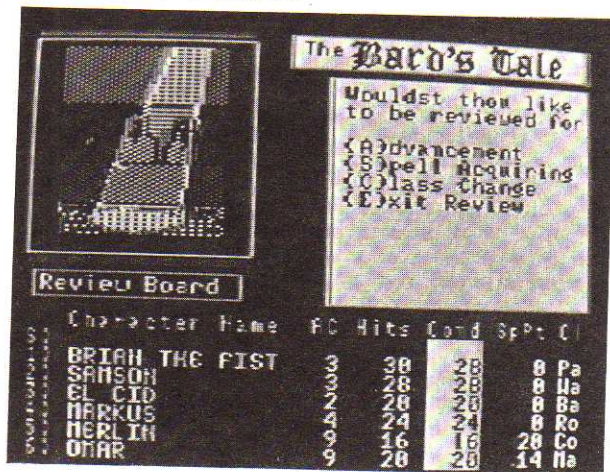 The Bard's Tale
Wouldst thou like
to be reviewed for
(A)dvancement
(S)pell Acquiring
(C)lass Change
(E)xit Review
Review Board
Character Name AC Hits Cond SpPt Cl
BRIAN THE FIST 3 30 28 0 Pa
SAMSON 3 28 28 0 Wa
EL CID 2 20 20 0 Ba
MARKUS 4 24 24 0 Ro
MERLIN 9 16 16 20 Co
OMAR 9 20 20 14 Ma